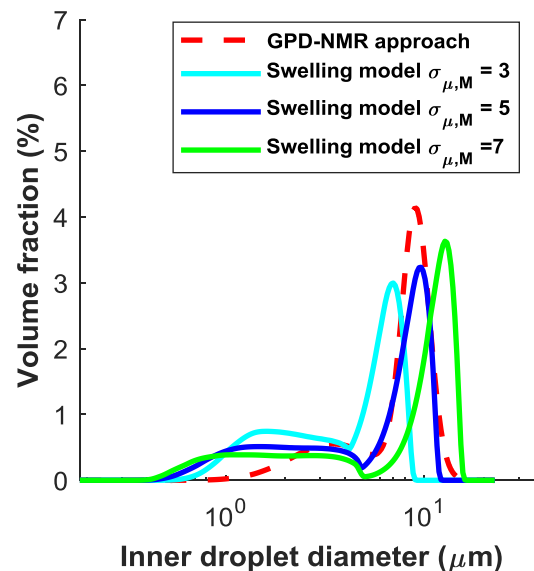 7
6
5
4
3
2
1
0
Volume fraction (%)
GPD-NMR approach
Swelling model σμ,M = 3
Swelling model σμ,M = 5
Swelling model σμ,M =7
10⁰ 10¹
Inner droplet diameter (μm)